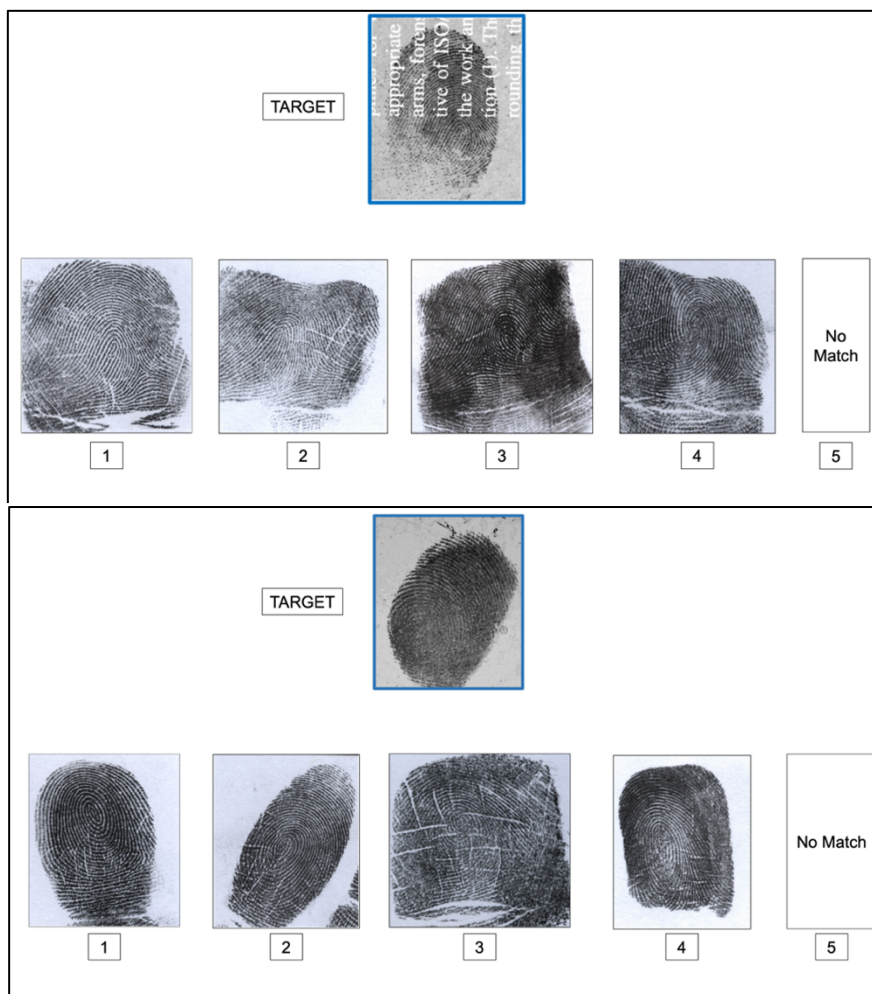 appropriate
arms, forens
tive of ISO/
the work an
tion (1). Th
rounding th
TARGET
No
Match
1
2
3
4
5
TARGET
No Match
1
2
3
4
5